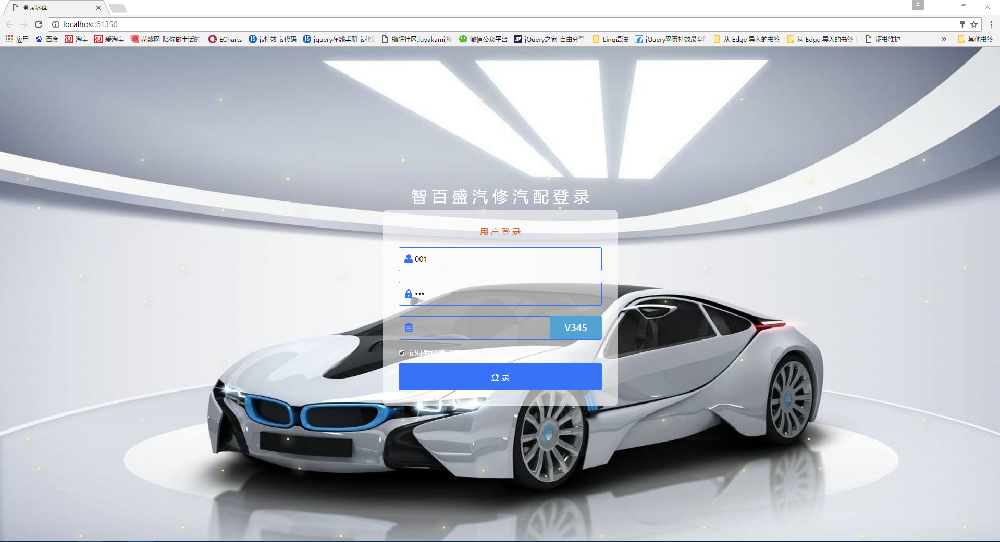 登录界面
localhost:61350
应用 百度 淘宝 爱淘宝 花瓣网_陪你做生活的 ECharts js特效_js代码 jquery在线手册_js代 撸呀社区,luyakami,撸 微信公众平台 jQuery之家-自由分享 Linq语法 jQuery网页特效最全 从 Edge 导入的书签 从 Edge 导入的书签 ( 证书维护 » 其他书签
智百盛汽修汽配登录
用户登录
001
•••
V345
记住我的登录
登录